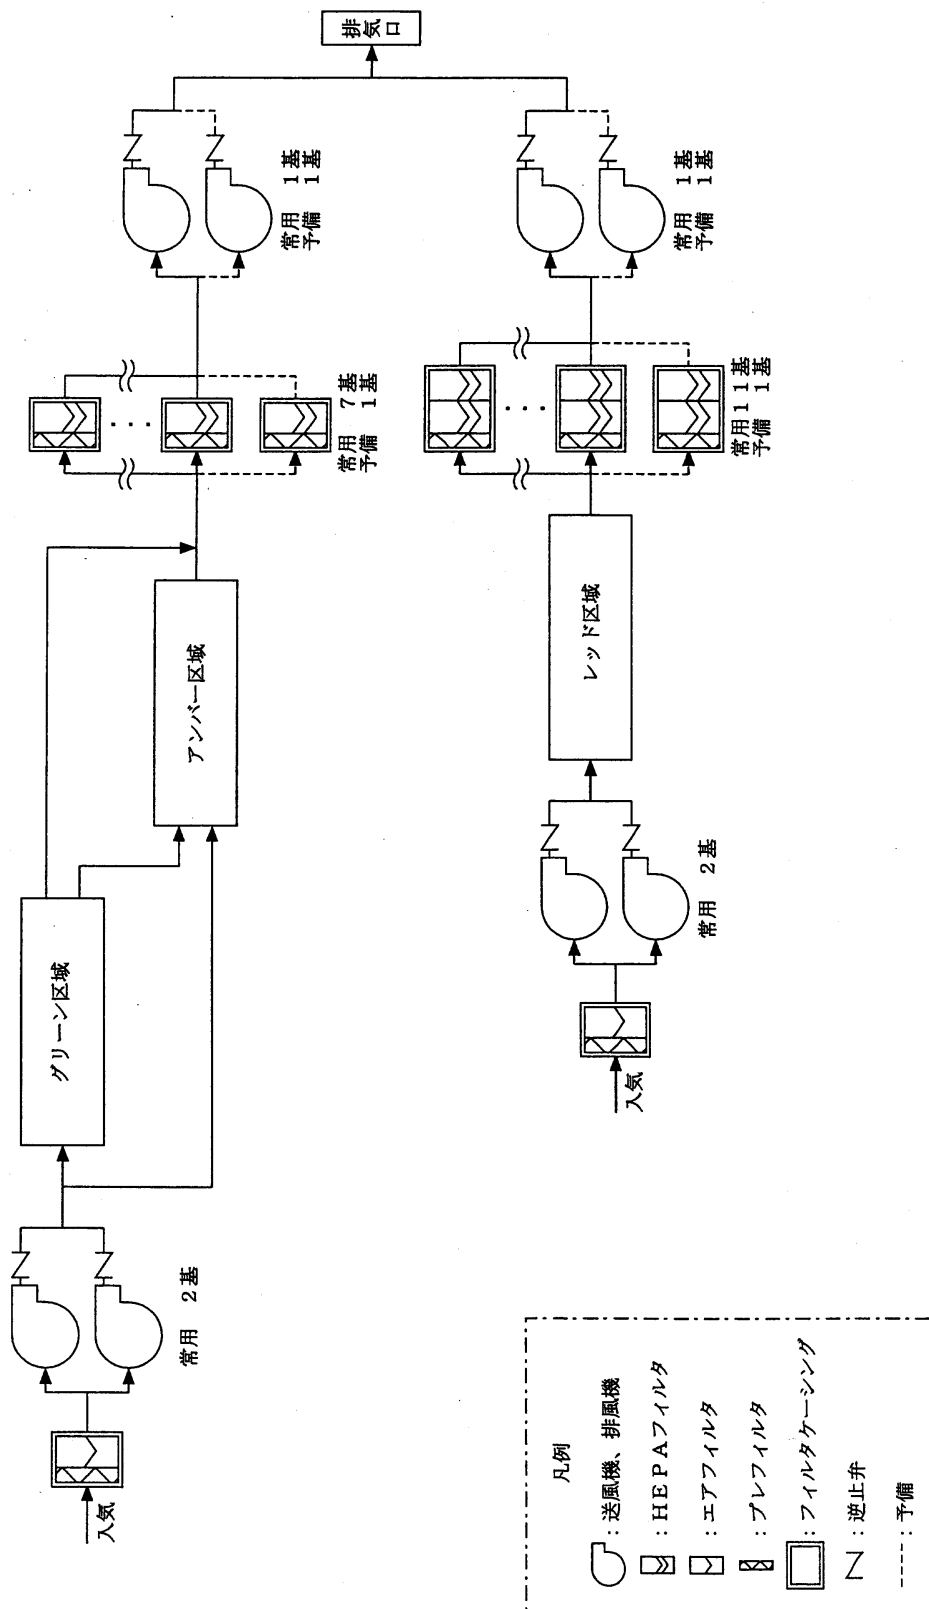 入気
常用 2基
グリーン区域
アンバー区域
常用 7基
予備 1基
常用 1基
予備 1基
排気口
入気
常用 2基
レッド区域
常用11基
予備 1基
常用 1基
予備 1基
凡例
:送風機、排風機
:HEPAフィルタ
:エアフィルタ
:プレフィルタ
:フィルタケーシング
:逆止弁
:予備